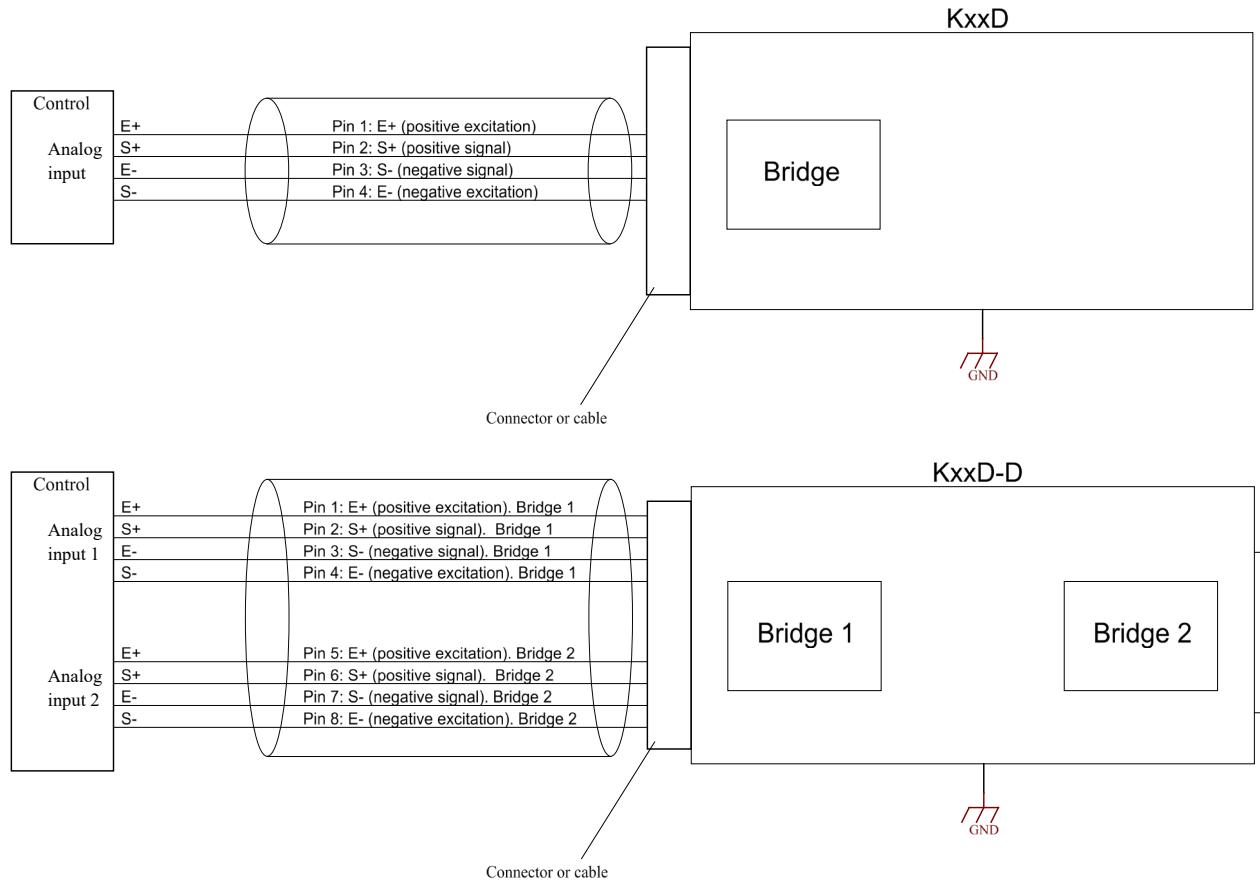 KxxD
Control
Analog
input
E+
S+
E-
S-
Pin 1: E+ (positive excitation)
Pin 2: S+ (positive signal)
Pin 3: S- (negative signal)
Pin 4: E- (negative excitation)
Bridge
GND
Connector or cable
KxxD-D
Control
Analog
input 1
E+
S+
E-
S-
Pin 1: E+ (positive excitation). Bridge 1
Pin 2: S+ (positive signal). Bridge 1
Pin 3: S- (negative signal). Bridge 1
Pin 4: E- (negative excitation). Bridge 1
Analog
input 2
E+
S+
E-
S-
Pin 5: E+ (positive excitation). Bridge 2
Pin 6: S+ (positive signal). Bridge 2
Pin 7: S- (negative signal). Bridge 2
Pin 8: E- (negative excitation). Bridge 2
Bridge 1
Bridge 2
GND
Connector or cable